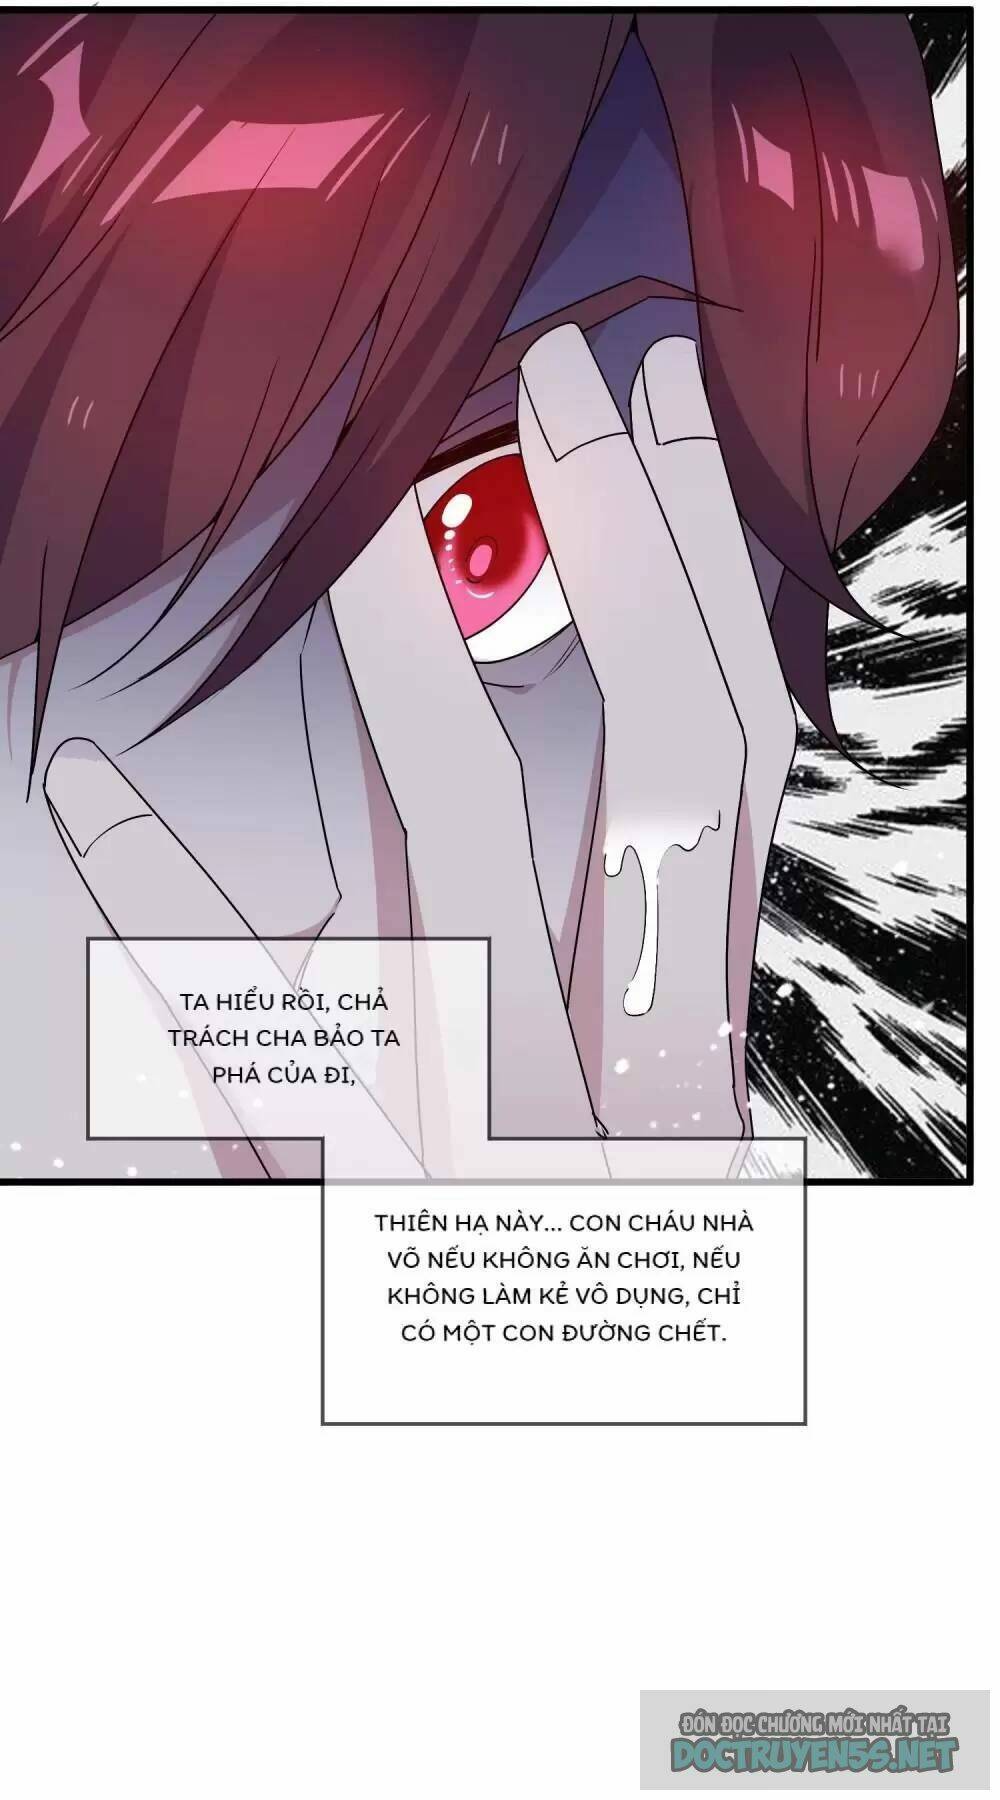 TA HIỂU RỒI, CHẢ
TRÁCH CHA BẢO TA
PHÁ CỦA ĐI,
THIÊN HẠ NÀY... CON CHÁU NHÀ
VÕ NẾU KHÔNG ĂN CHƠI, NẾU
KHÔNG LÀM KẺ VÔ DỤNG, CHỈ
CÓ MỘT CON ĐƯỜNG CHẾT.
ĐÓN ĐỌC CHƯƠNG MỚI NHẤT TẠI
DOCTRUYEN5S.NET